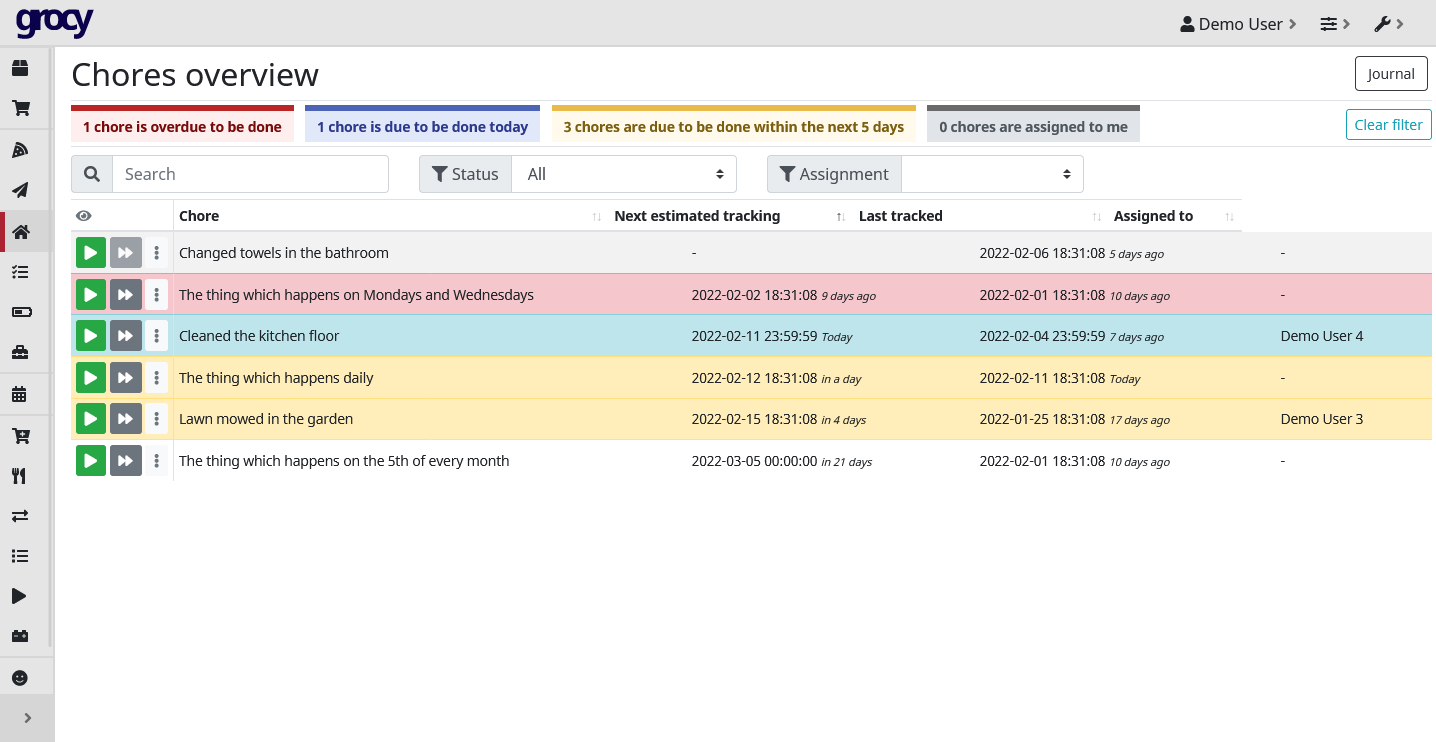 grocy
Demo User
Chores overview
Journal
1 chore is overdue to be done
1 chore is due to be done today
3 chores are due to be done within the next 5 days
0 chores are assigned to me
Clear filter
Search
Status
All
Assignment
Chore Next estimated tracking Last tracked Assigned to
Changed towels in the bathroom - 2022-02-06 18:31:08 5 days ago -
The thing which happens on Mondays and Wednesdays 2022-02-02 18:31:08 9 days ago 2022-02-01 18:31:08 10 days ago -
Cleaned the kitchen floor 2022-02-11 23:59:59 Today 2022-02-04 23:59:59 7 days ago Demo User 4
The thing which happens daily 2022-02-12 18:31:08 in a day 2022-02-11 18:31:08 Today -
Lawn mowed in the garden 2022-02-15 18:31:08 in 4 days 2022-01-25 18:31:08 17 days ago Demo User 3
The thing which happens on the 5th of every month 2022-03-05 00:00:00 in 21 days 2022-02-01 18:31:08 10 days ago -